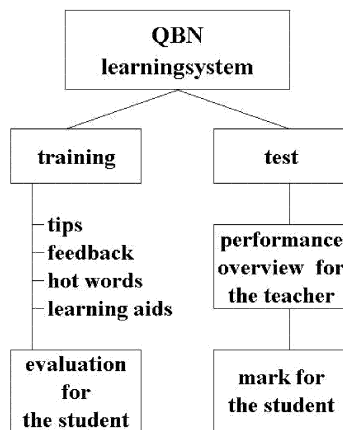 QBN
learningsystem
training
tips
feedback
hot words
learning aids
evaluation
for
the student
test
performance
overview for
the teacher
mark for
the student